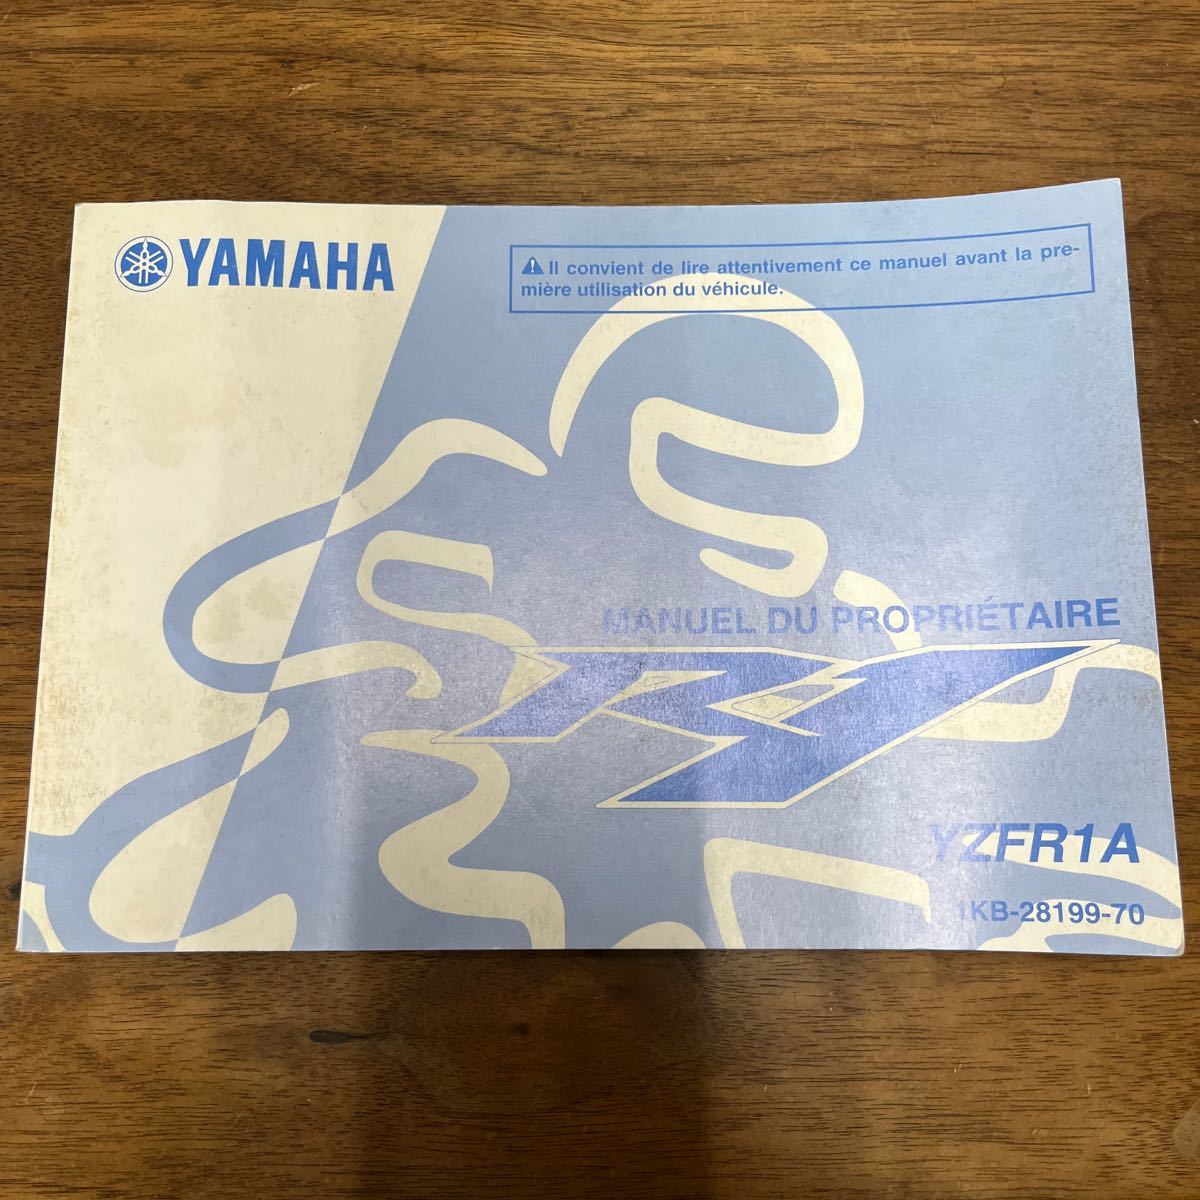 YAMAHA
⚠ Il convient de lire attentivement ce manuel avant la pre-
mière utilisation du véhicule.
MANUEL DU PROPRIÉTAIRE
R1
YZFR1A
1KB-28199-70